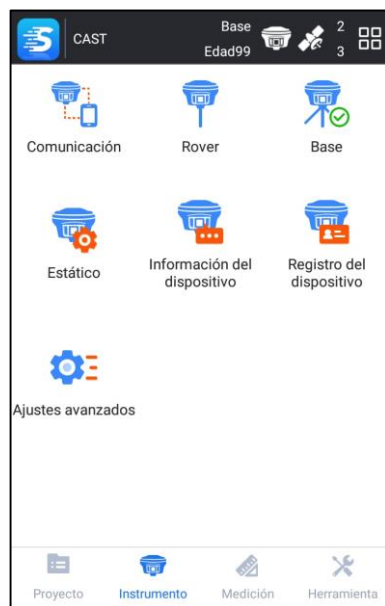 CAST
Base 2
Edad99 3
Comunicación
Rover
Base
Estático
Información del
dispositivo
Registro del
dispositivo
Ajustes avanzados
Proyecto
Instrumento
Medición
Herramienta